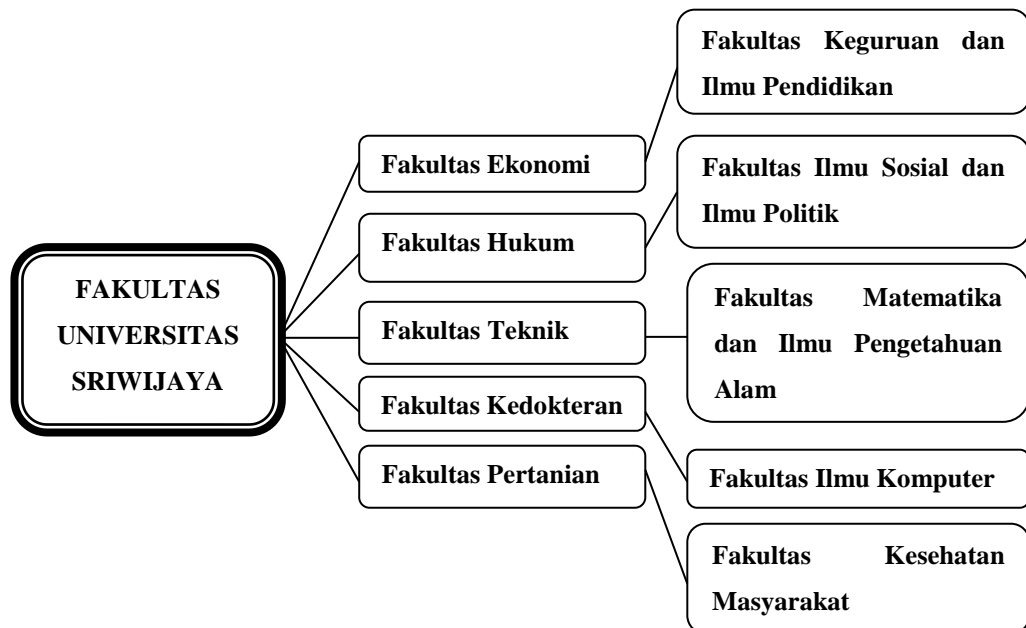 FAKULTAS
UNIVERSITAS
SRIWIJAYA
Fakultas Ekonomi
Fakultas Hukum
Fakultas Teknik
Fakultas Kedokteran
Fakultas Pertanian
Fakultas Keguruan dan
Ilmu Pendidikan
Fakultas Ilmu Sosial dan
Ilmu Politik
Fakultas Matematika
dan Ilmu Pengetahuan
Alam
Fakultas Ilmu Komputer
Fakultas Kesehatan
Masyarakat